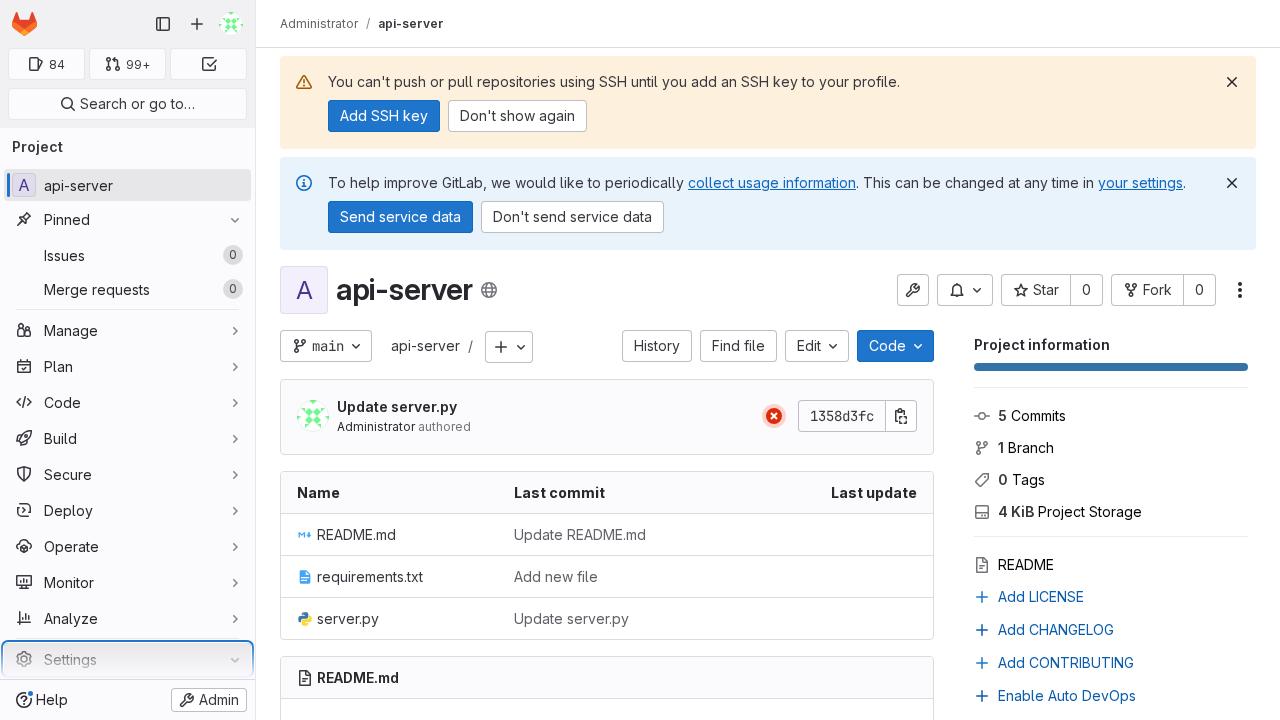 Administrator / api-server
84
99+
Search or go to…
Project
A api-server
Pinned
Issues 0
Merge requests 0
Manage
Plan
Code
Build
Secure
Deploy
Operate
Monitor
Analyze
Settings
Help
Admin
You can't push or pull repositories using SSH until you add an SSH key to your profile.
Add SSH key
Don't show again
To help improve GitLab, we would like to periodically collect usage information. This can be changed at any time in your settings.
Send service data
Don't send service data
A api-server
Star 0
Fork 0
main
api-server /
History
Find file
Edit
Code
Update server.py
Administrator authored
1358d3fc
Name Last commit Last update
README.md Update README.md
requirements.txt Add new file
server.py Update server.py
README.md
Project information
5 Commits
1 Branch
0 Tags
4 KiB Project Storage
README
Add LICENSE
Add CHANGELOG
Add CONTRIBUTING
Enable Auto DevOps